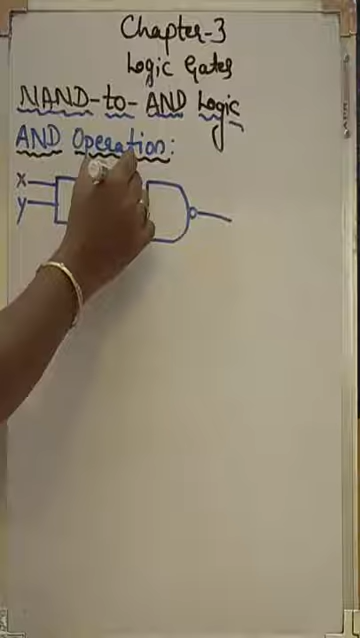 Chapter-3
Logic Gates
NAND-to-AND Logic
AND Operation:
x
y